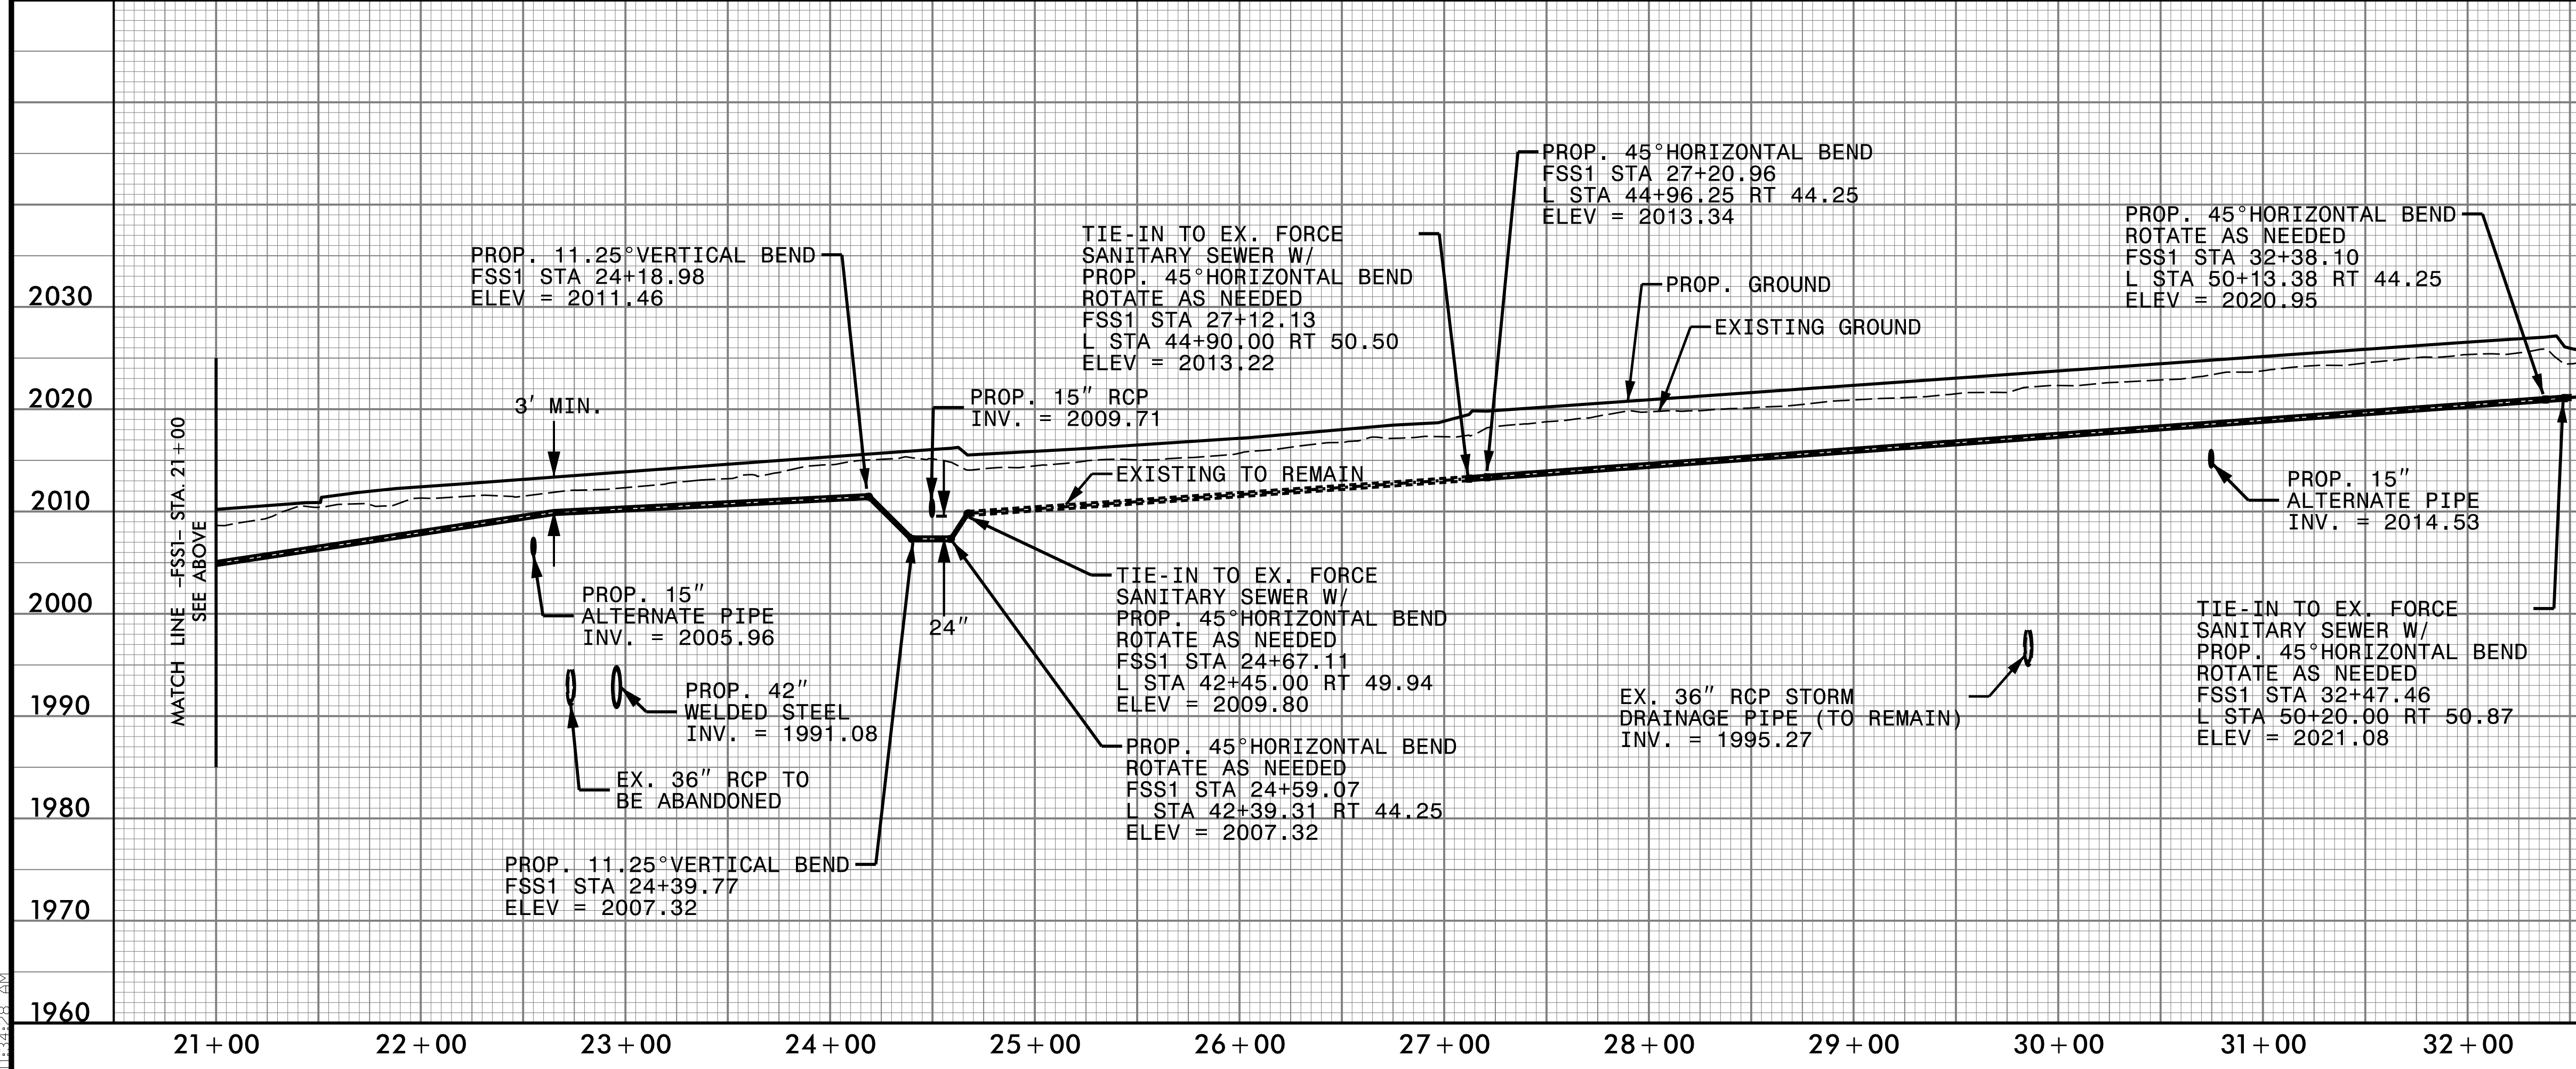 PROP. 45°HORIZONTAL BEND
FSS1 STA 27+20.96
L STA 44+96.25 RT 44.25
ELEV = 2013.34
PROP. 45°HORIZONTAL BEND
ROTATE AS NEEDED
FSS1 STA 32+38.10
L STA 50+13.38 RT 44.25
ELEV = 2020.95
TIE-IN TO EX. FORCE
SANITARY SEWER W/
PROP. 45°HORIZONTAL BEND
ROTATE AS NEEDED
FSS1 STA 27+12.13
L STA 44+90.00 RT 50.50
ELEV = 2013.22
PROP. 11.25°VERTICAL BEND
FSS1 STA 24+18.98
ELEV = 2011.46
PROP. GROUND
EXISTING GROUND
3' MIN.
PROP. 15" RCP
INV. = 2009.71
EXISTING TO REMAIN
MATCH LINE -FSS1- STA. 21+00
SEE ABOVE
PROP. 15"
ALTERNATE PIPE
INV. = 2014.53
PROP. 15"
ALTERNATE PIPE
INV. = 2005.96
24"
TIE-IN TO EX. FORCE
SANITARY SEWER W/
PROP. 45°HORIZONTAL BEND
ROTATE AS NEEDED
FSS1 STA 24+67.11
L STA 42+45.00 RT 49.94
ELEV = 2009.80
TIE-IN TO EX. FORCE
SANITARY SEWER W/
PROP. 45°HORIZONTAL BEND
ROTATE AS NEEDED
FSS1 STA 32+47.46
L STA 50+20.00 RT 50.87
ELEV = 2021.08
PROP. 42"
WELDED STEEL
INV. = 1991.08
EX. 36" RCP STORM
DRAINAGE PIPE (TO REMAIN)
INV. = 1995.27
PROP. 45°HORIZONTAL BEND
ROTATE AS NEEDED
FSS1 STA 24+59.07
L STA 42+39.31 RT 44.25
ELEV = 2007.32
EX. 36" RCP TO
BE ABANDONED
PROP. 11.25°VERTICAL BEND
FSS1 STA 24+39.77
ELEV = 2007.32
2030
2020
2010
2000
1990
1980
1970
1960
21+00 22+00 23+00 24+00 25+00 26+00 27+00 28+00 29+00 30+00 31+00 32+00